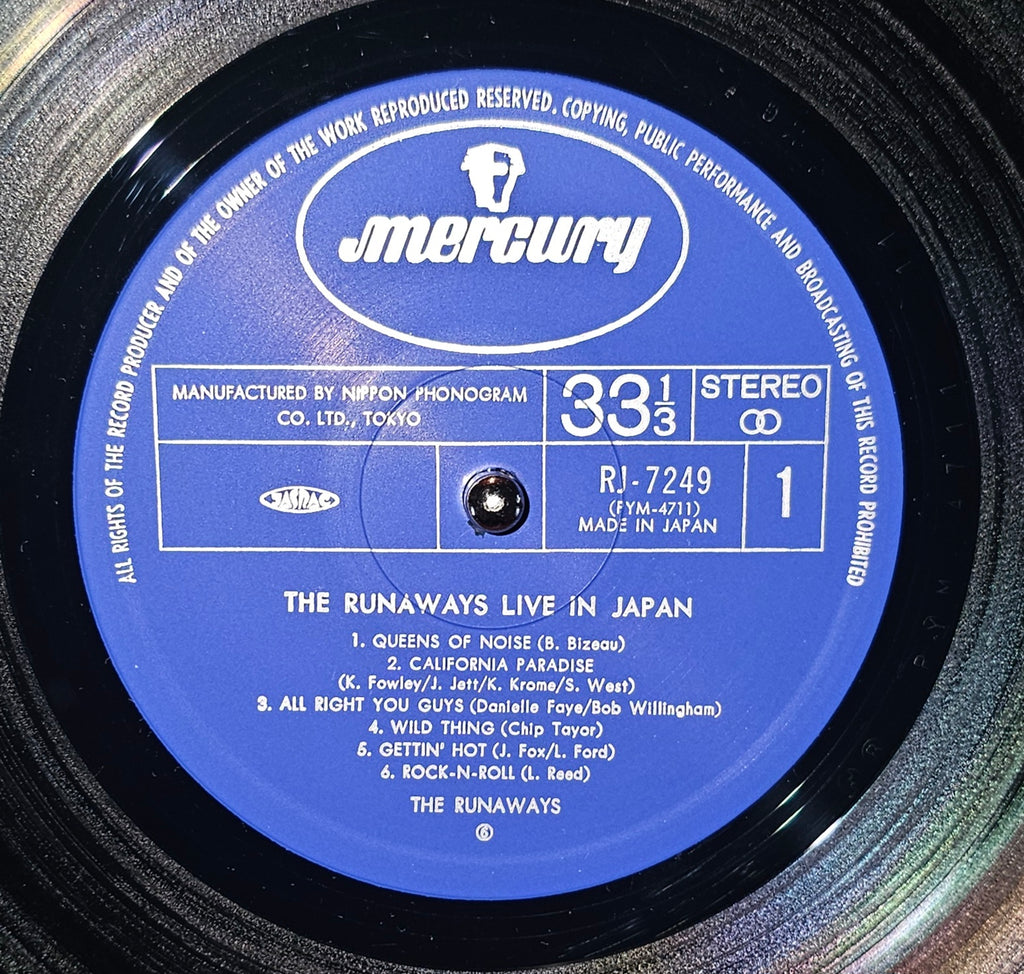 ALL RIGHTS OF THE RECORD PRODUCER AND OF THE OWNER OF THE WORK REPRODUCED RESERVED. COPYING, PUBLIC PERFORMANCE AND BROADCASTING OF THIS RECORD PROHIBITED
mercury
MANUFACTURED BY NIPPON PHONOGRAM
CO. LTD., TOKYO
33 1/3
STEREO
JASRAC
RJ-7249
(PYM-4711)
MADE IN JAPAN
1
THE RUNAWAYS LIVE IN JAPAN
1. QUEENS OF NOISE (B. Bizeau)
2. CALIFORNIA PARADISE
(K. Fowley/J. Jett/K. Krome/S. West)
3. ALL RIGHT YOU GUYS (Danielle Faye/Bob Willingham)
4. WILD THING (Chip Tayor)
5. GETTIN' HOT (J. Fox/L. Ford)
6. ROCK-N-ROLL (L. Reed)
THE RUNAWAYS